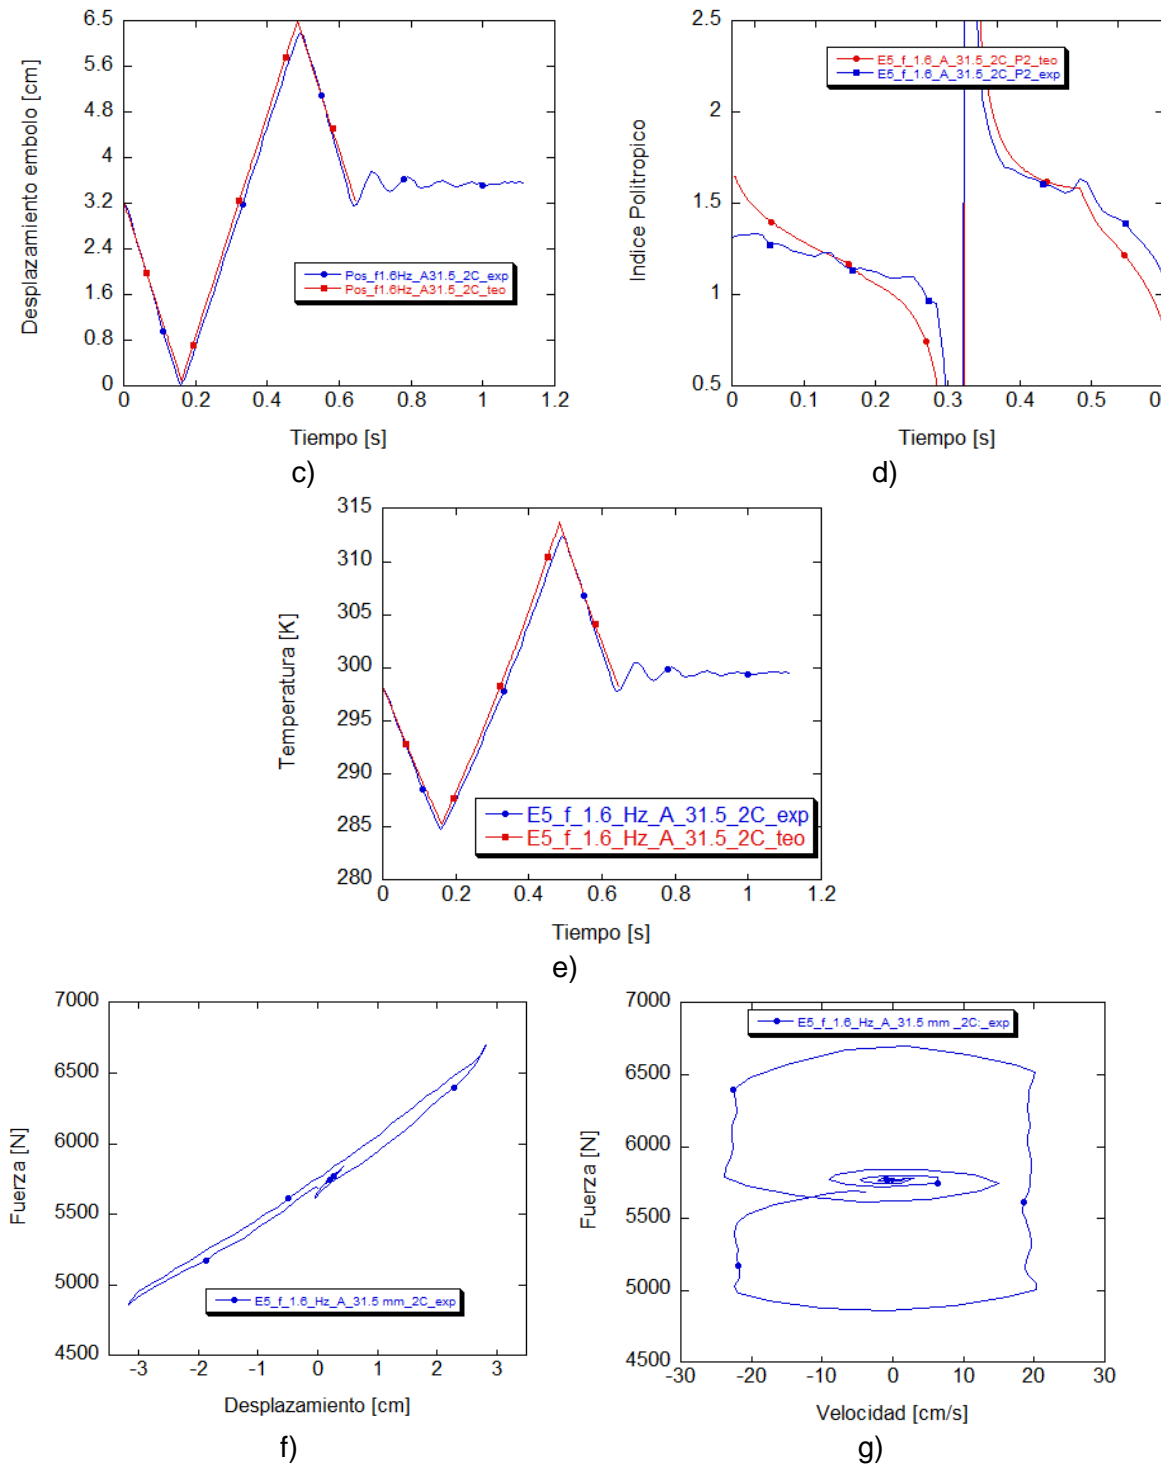 6.5
5.6
4.8
4
3.2
2.4
1.6
0.8
0
Desplazamiento embolo [cm]
Pos_f1.6Hz_A31.5_2C_exp
Pos_f1.6Hz_A31.5_2C_teo
0 0.2 0.4 0.6 0.8 1 1.2
Tiempo [s]
c)
2.5
2
1.5
1
0.5
Indice Politropico
E5_f_1.6_A_31.5_2C_P2_teo
E5_f_1.6_A_31.5_2C_P2_exp
0 0.1 0.2 0.3 0.4 0.5 0.
Tiempo [s]
d)
315
310
305
300
295
290
285
280
Temperatura [K]
E5_f_1.6_Hz_A_31.5_2C_exp
E5_f_1.6_Hz_A_31.5_2C_teo
0 0.2 0.4 0.6 0.8 1 1.2
Tiempo [s]
e)
7000
6500
6000
5500
5000
4500
Fuerza [N]
E5_f_1.6_Hz_A_31.5 mm_2C_exp
-3 -2 -1 0 1 2 3
Desplazamiento [cm]
f)
7000
6500
6000
5500
5000
4500
Fuerza [N]
E5_f_1.6_Hz_A_31.5 mm _2C:_exp
-30 -20 -10 0 10 20 30
Velocidad [cm/s]
g)